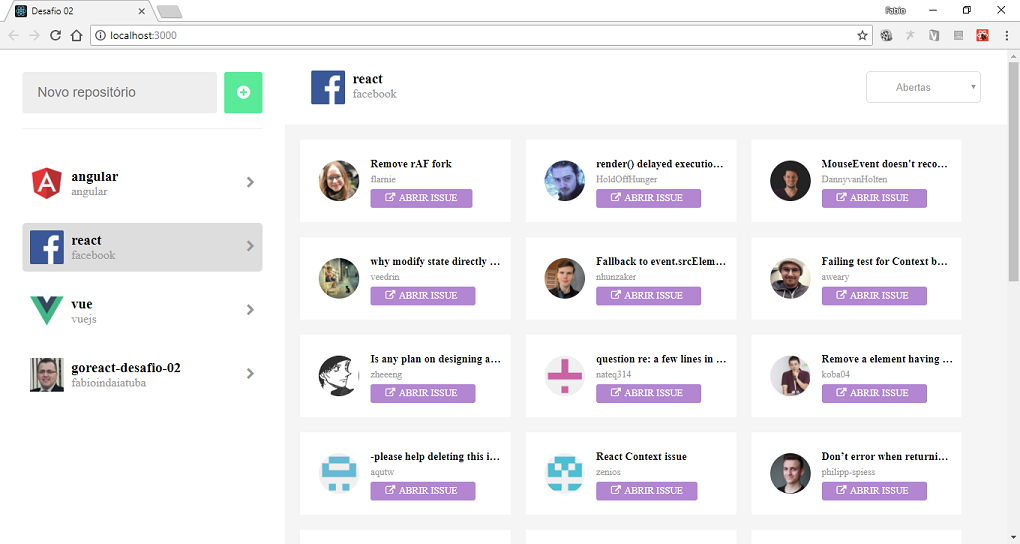 Desafio 02
fabio
localhost:3000
Novo repositório
react
facebook
Abertas
angular
angular
react
facebook
vue
vuejs
goreact-desafio-02
fabioindaiatuba
Remove rAF fork
flarnie
ABRIR ISSUE
render() delayed executio…
HoldOffHunger
ABRIR ISSUE
MouseEvent doesn't reco…
DannyvanHolten
ABRIR ISSUE
why modify state directly …
veedrin
ABRIR ISSUE
Fallback to event.srcElem…
nhunzaker
ABRIR ISSUE
Failing test for Context b…
aweary
ABRIR ISSUE
Is any plan on designing a…
zheeeng
ABRIR ISSUE
question re: a few lines in …
nateq314
ABRIR ISSUE
Remove a element having …
koba04
ABRIR ISSUE
-please help deleting this i…
aqutw
ABRIR ISSUE
React Context issue
zenios
ABRIR ISSUE
Don't error when returni…
philipp-spiess
ABRIR ISSUE